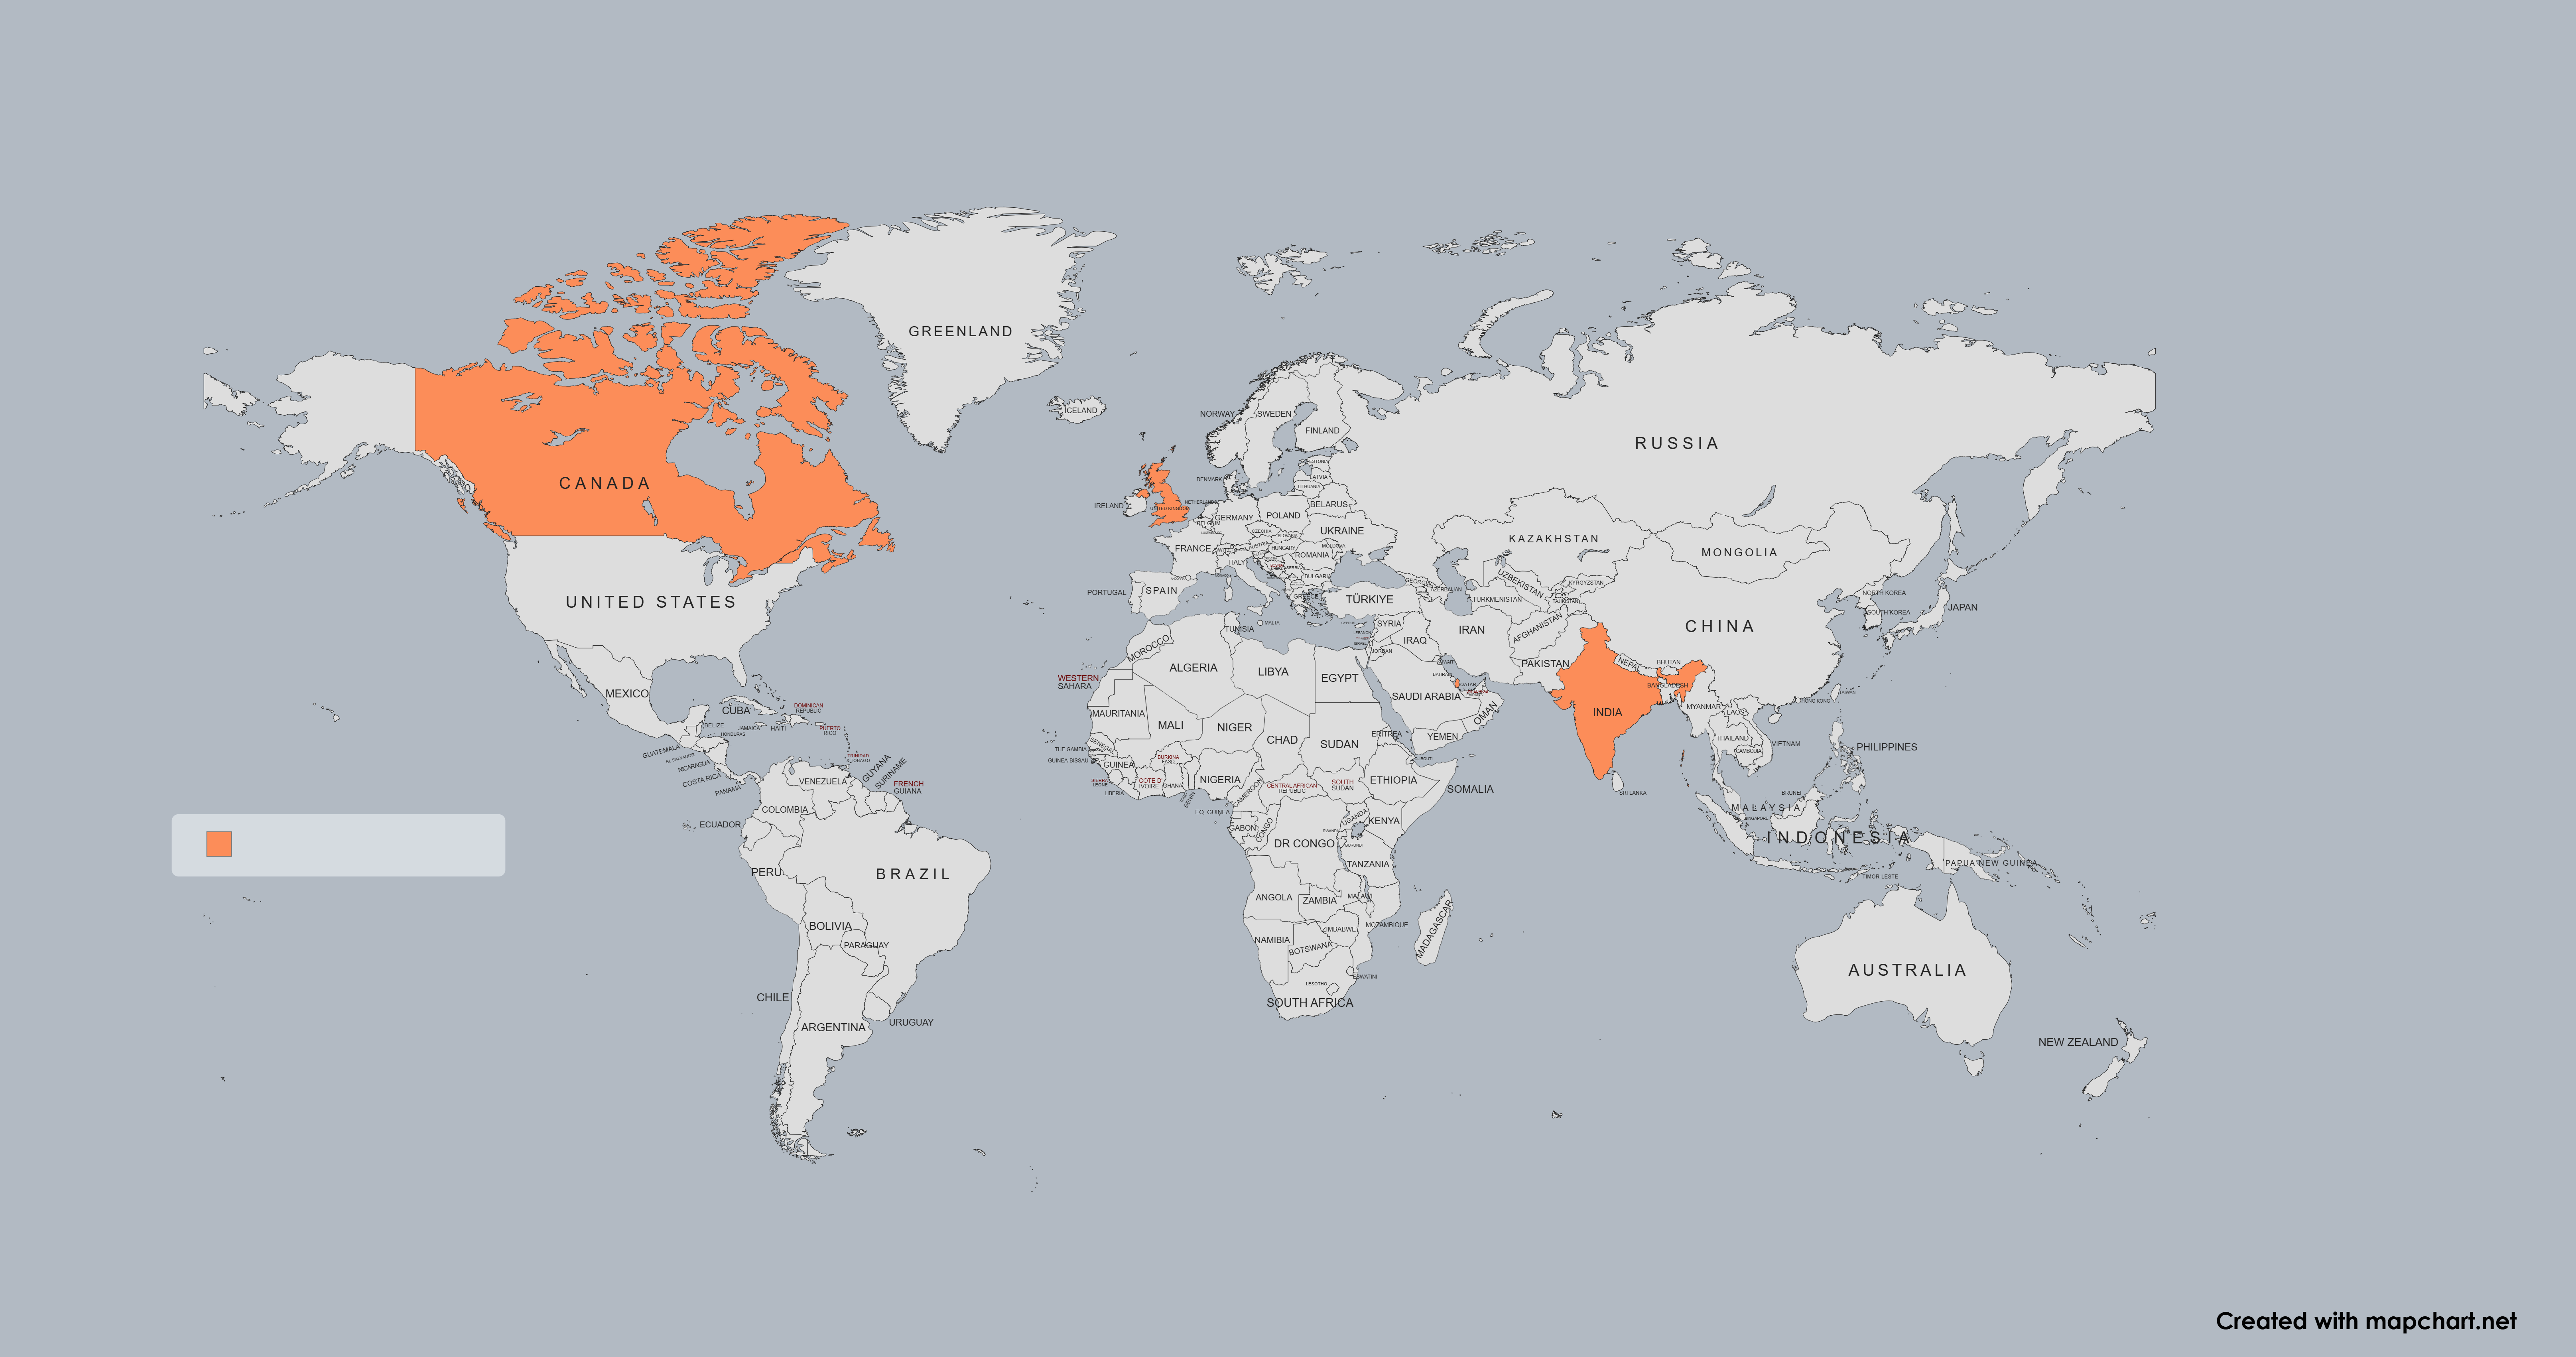 GREENLAND
ICELAND
RUSSIA
NORWAY
SWEDEN
FINLAND
ESTONIA
LATVIA
LITHUANIA
DENMARK
CANADA
IRELAND
UNITED KINGDOM
NETHERLANDS
BELARUS
POLAND
GERMANY
BELGIUM
UKRAINE
CZECHIA
SLOVAKIA
KAZAKHSTAN
MONGOLIA
FRANCE
AUSTRIA
HUNGARY
MOLDOVA
ROMANIA
ITALY
SERBIA
BULGARIA
GEORGIA
UZBEKISTAN
KYRGYZSTAN
PORTUGAL
SPAIN
GREECE
AZERBAIJAN
TÜRKIYE
TURKMENISTAN
TAJIKISTAN
NORTH KOREA
SOUTH KOREA
JAPAN
UNITED STATES
MALTA
TUNISIA
CYPRUS
LEBANON
ISRAEL
SYRIA
IRAQ
IRAN
AFGHANISTAN
CHINA
MOROCCO
JORDAN
KUWAIT
ALGERIA
LIBYA
EGYPT
PAKISTAN
NEPAL
BHUTAN
BANGLADESH
WESTERN
SAHARA
BAHRAIN
QATAR
SAUDI ARABIA
OMAN
INDIA
MYANMAR
LAOS
TAIWAN
HONG KONG
MEXICO
CUBA
DOMINICAN
REPUBLIC
BELIZE
JAMAICA
HAITI
PUERTO
RICO
HONDURAS
GUATEMALA
EL SALVADOR
NICARAGUA
COSTA RICA
PANAMA
TRINIDAD
& TOBAGO
MAURITANIA
MALI
NIGER
CHAD
SUDAN
ERITREA
YEMEN
THAILAND
CAMBODIA
VIETNAM
PHILIPPINES
THE GAMBIA
SENEGAL
GUINEA-BISSAU
GUINEA
BURKINA
FASO
DJIBOUTI
SIERRA
LEONE
LIBERIA
COTE D'
IVOIRE
GHANA
TOGO
BENIN
NIGERIA
CAMEROON
CENTRAL AFRICAN
REPUBLIC
SOUTH
SUDAN
ETHIOPIA
SOMALIA
SRI LANKA
VENEZUELA
GUYANA
SURINAME
FRENCH
GUIANA
COLOMBIA
ECUADOR
EQ. GUINEA
GABON
CONGO
UGANDA
KENYA
RWANDA
BURUNDI
DR CONGO
TANZANIA
BRUNEI
MALAYSIA
SINGAPORE
INDONESIA
PAPUA NEW GUINEA
TIMOR-LESTE
PERU
BRAZIL
ANGOLA
ZAMBIA
MALAWI
MOZAMBIQUE
MADAGASCAR
BOLIVIA
PARAGUAY
NAMIBIA
ZIMBABWE
BOTSWANA
ESWATINI
LESOTHO
SOUTH AFRICA
AUSTRALIA
CHILE
ARGENTINA
URUGUAY
NEW ZEALAND
Created with mapchart.net